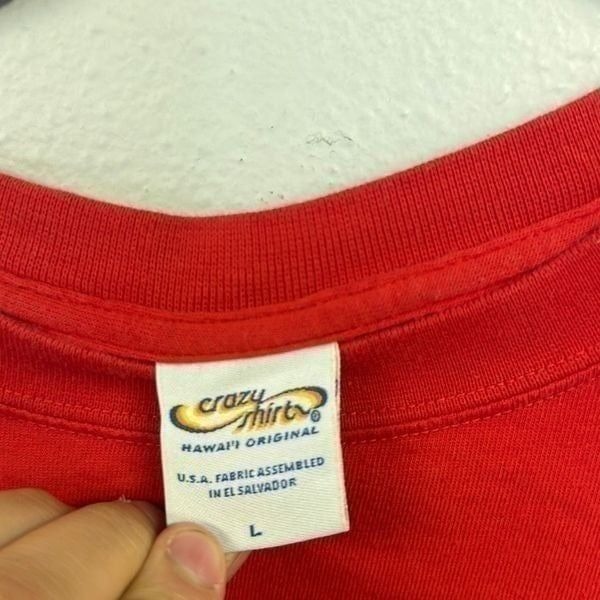 crazy
shirts®
HAWAI'I ORIGINAL
U.S.A. FABRIC ASSEMBLED
IN EL SALVADOR
L